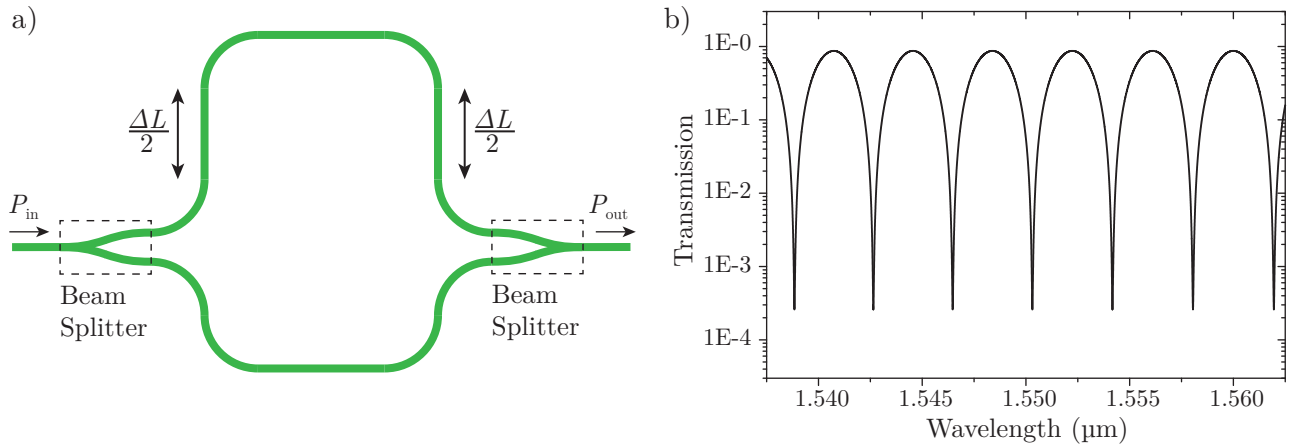 a)
ΔL
2
ΔL
2
P_in
P_out
Beam
Splitter
Beam
Splitter
b)
Transmission
1E-0
1E-1
1E-2
1E-3
1E-4
1.540
1.545
1.550
1.555
1.560
Wavelength (µm)